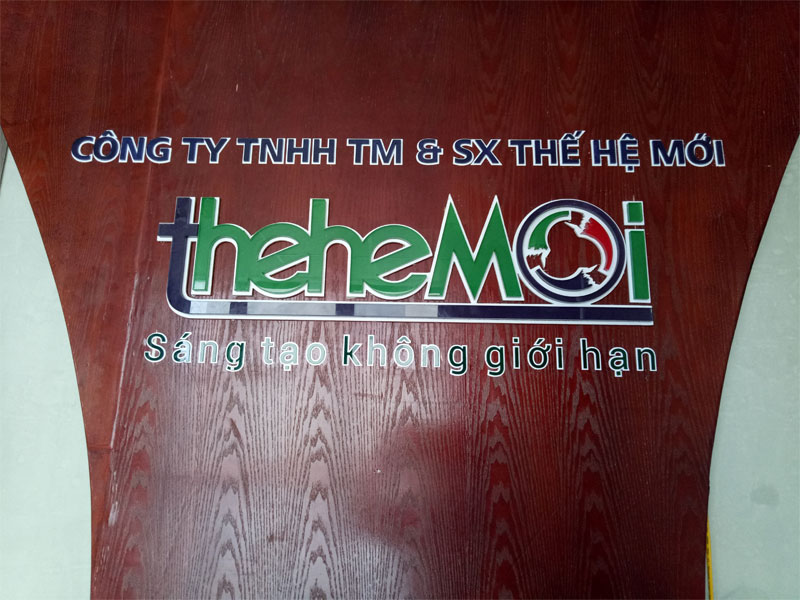 CÔNG TY TNHH TM & SX THẾ HỆ MỚI
theheMOi
Sáng tạo không giới hạn